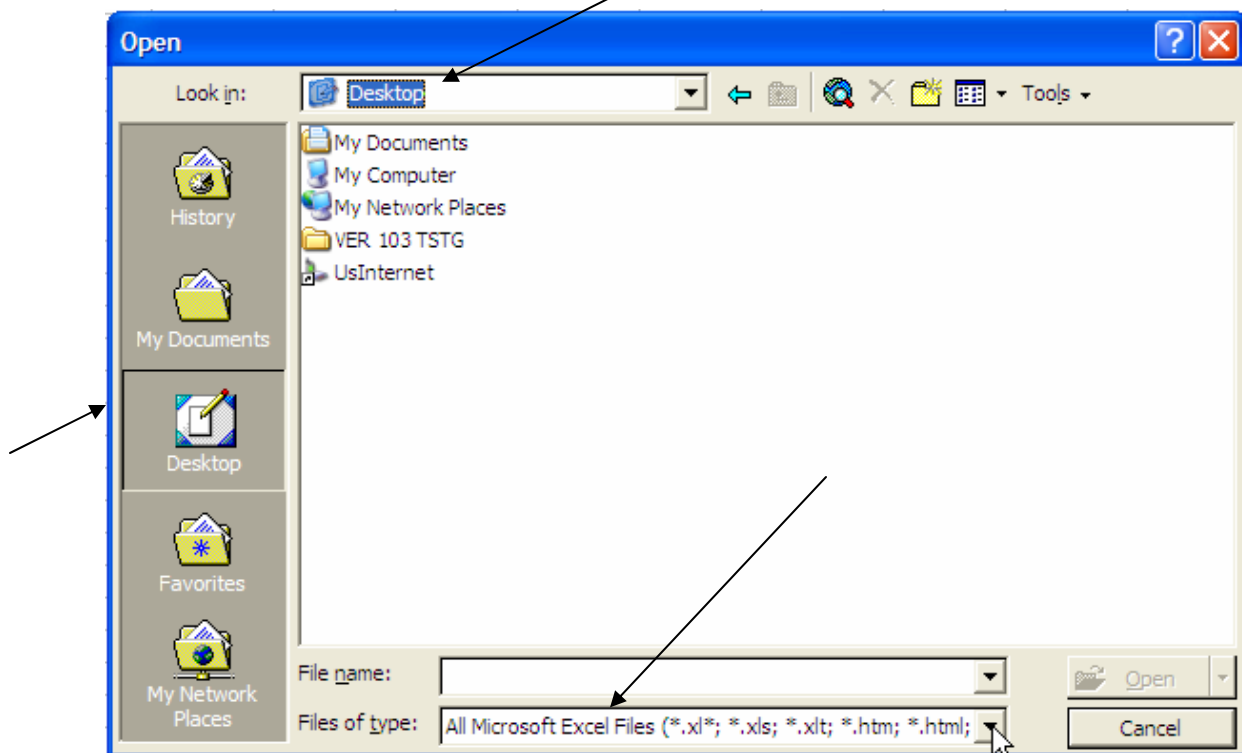 Open
Look in:
Desktop
Tools
History
My Documents
Desktop
Favorites
My Network
Places
My Documents
My Computer
My Network Places
VER 103 TSTG
UsInternet
File name:
Open
Files of type:
All Microsoft Excel Files (*.xl*; *.xls; *.xlt; *.htm; *.html;
Cancel